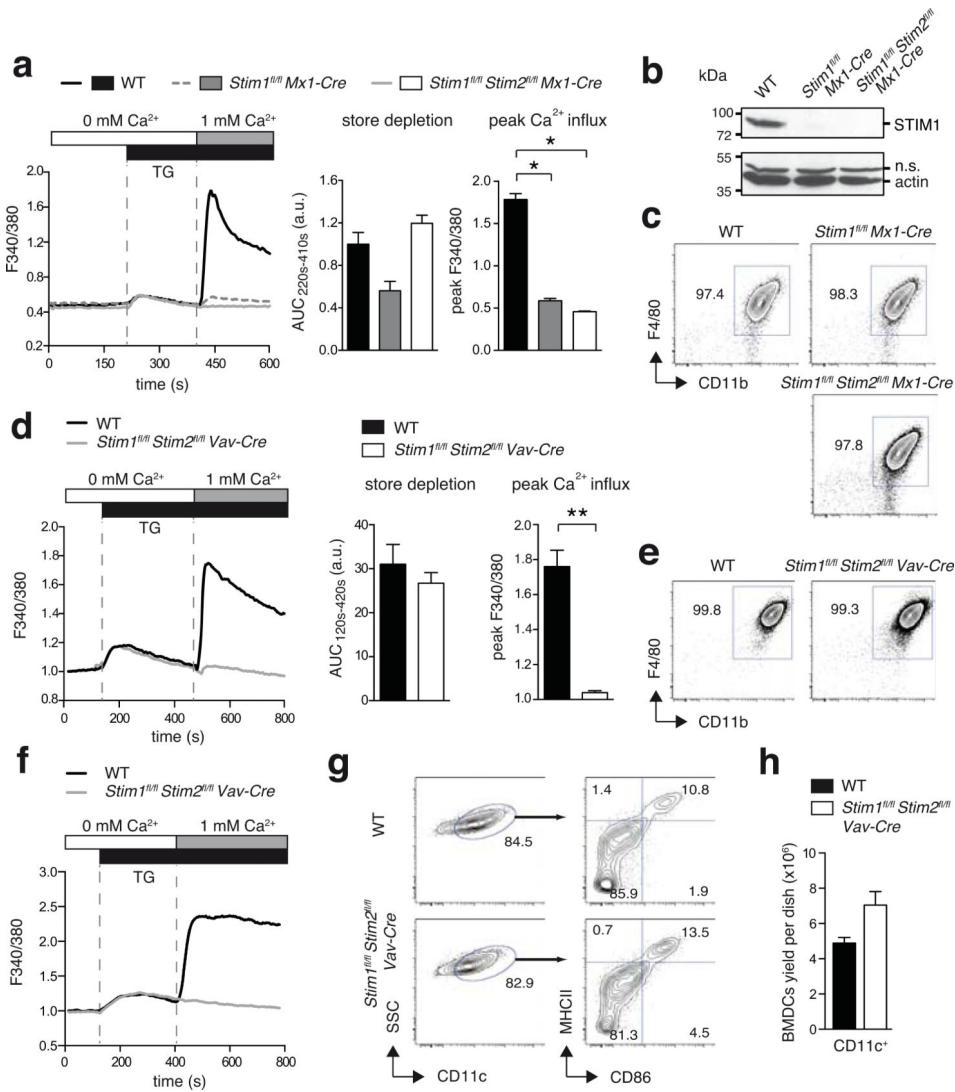 a
WT
Stim1fl/fl Mx1-Cre
Stim1fl/fl Stim2fl/fl Mx1-Cre
0 mM Ca2+ 1 mM Ca2+
TG
F340/380
2.0
1.6
1.2
0.8
0.4
0.2
0 150 300 450 600
time (s)
store depletion
AUC220s-410s (a.u.)
1.6
1.2
0.8
0.4
0.0
peak Ca2+ influx
peak F340/380
2.0
1.5
1.0
0.5
0.0
*
*
b
kDa
WT
Stim1fl/fl
Mx1-Cre
Stim1fl/fl Stim2fl/fl
Mx1-Cre
100
72
STIM1
55
35
n.s.
actin
c
WT
Stim1fl/fl Mx1-Cre
97.4
98.3
F4/80
CD11b
Stim1fl/fl Stim2fl/fl Mx1-Cre
97.8
d
WT
Stim1fl/fl Stim2fl/fl Vav-Cre
0 mM Ca2+ 1 mM Ca2+
TG
F340/380
2.0
1.8
1.6
1.4
1.2
1.0
0.8
0 200 400 600 800
time (s)
WT
Stim1fl/fl Stim2fl/fl Vav-Cre
store depletion
AUC120s-420s (a.u.)
40
30
20
10
0
peak Ca2+ influx
peak F340/380
1.8
1.6
1.4
1.2
1.0
**
e
WT
Stim1fl/fl Stim2fl/fl Vav-Cre
99.8
99.3
F4/80
CD11b
f
WT
Stim1fl/fl Stim2fl/fl Vav-Cre
0 mM Ca2+ 1 mM Ca2+
TG
F340/380
3.0
2.5
2.0
1.5
1.0
0.5
0 200 400 600 800
time (s)
g
WT
84.5
1.4
10.8
85.9
1.9
Stim1fl/fl Stim2fl/fl
Vav-Cre
82.9
0.7
13.5
81.3
4.5
SSC
CD11c
MHCII
CD86
h
WT
Stim1fl/fl Stim2fl/fl
Vav-Cre
BMDCs yield per dish (x10⁶)
10
8
6
4
2
0
CD11c+